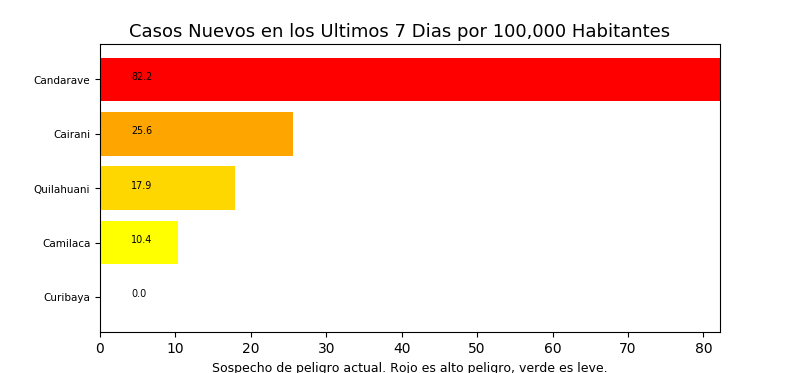 Casos Nuevos en los Ultimos 7 Dias por 100,000 Habitantes
Candarave 82.2
Cairani 25.6
Quilahuani 17.9
Camilaca 10.4
Curibaya 0.0
0 10 20 30 40 50 60 70 80
Sospecho de peligro actual. Rojo es alto peligro, verde es leve.